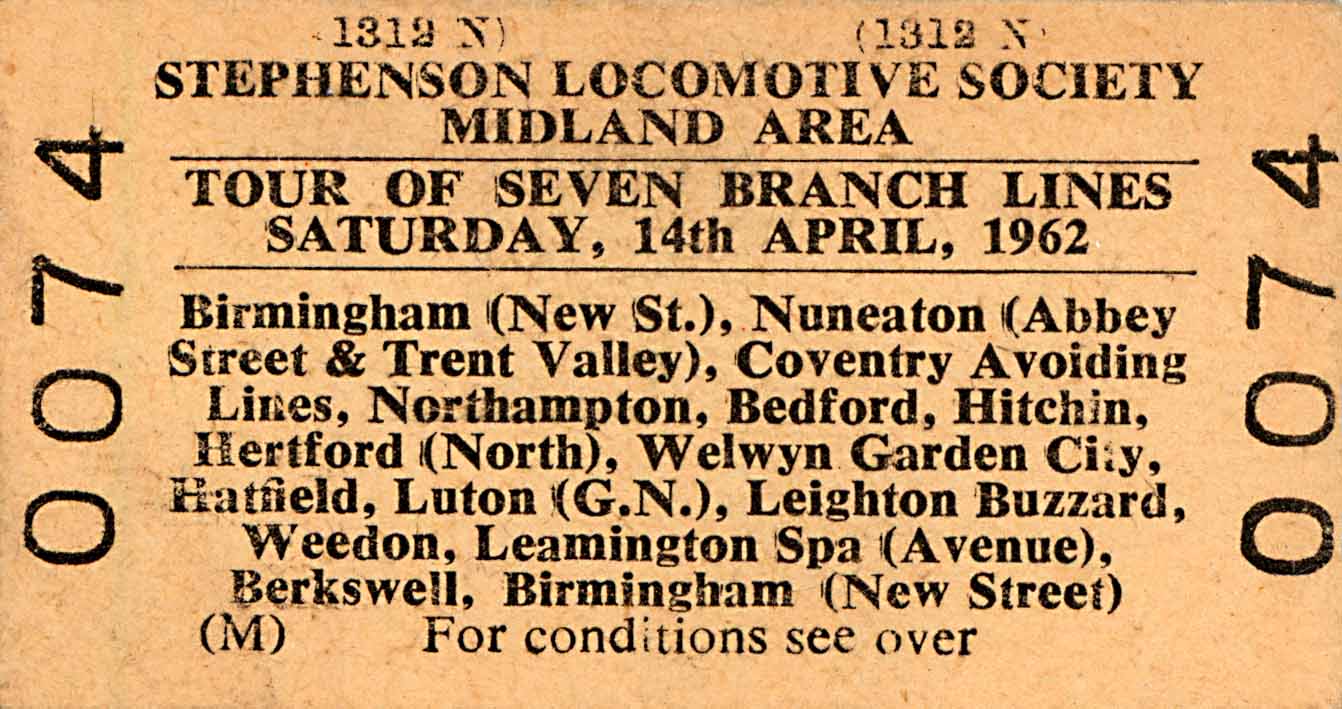 1312 N) (1312 N
STEPHENSON LOCOMOTIVE SOCIETY
MIDLAND AREA
TOUR OF SEVEN BRANCH LINES
SATURDAY, 14th APRIL, 1962
Birmingham (New St.), Nuneaton (Abbey
Street & Trent Valley), Coventry Avoiding
Lines, Northampton, Bedford, Hitchin,
Hertford (North), Welwyn Garden City,
Hatfield, Luton (G.N.), Leighton Buzzard,
Weedon, Leamington Spa (Avenue),
Berkswell, Birmingham (New Street)
(M) For conditions see over
0074
0074